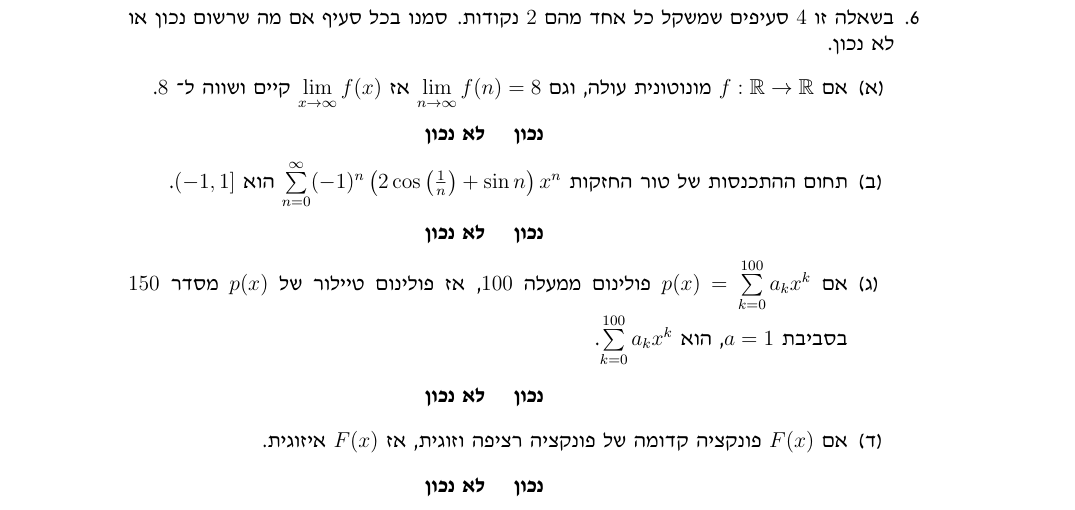 6. בשאלה זו 4 סעיפים שמשקל כל אחד מהם 2 נקודות. סמנו בכל סעיף אם מה שרשום נכון או
לא נכון.
(א) אם f : ℝ → ℝ מונוטונית עולה, וגם lim_{n→∞} f(n) = 8 אז lim_{x→∞} f(x) קיים ושווה ל־ 8.
נכון לא נכון
(ב) תחום ההתכנסות של טור החזקות ∑_{n=0}^{∞} (−1)^n (2 cos (1/n) + sin n) x^n הוא (−1, 1].
נכון לא נכון
(ג) אם p(x) = ∑_{k=0}^{100} a_k x^k פולינום ממעלה 100, אז פולינום טיילור של p(x) מסדר 150
בסביבת a = 1, הוא ∑_{k=0}^{100} a_k x^k.
נכון לא נכון
(ד) אם F(x) פונקציה קדומה של פונקציה רציפה וזוגית, אז F(x) איזוגית.
נכון לא נכון